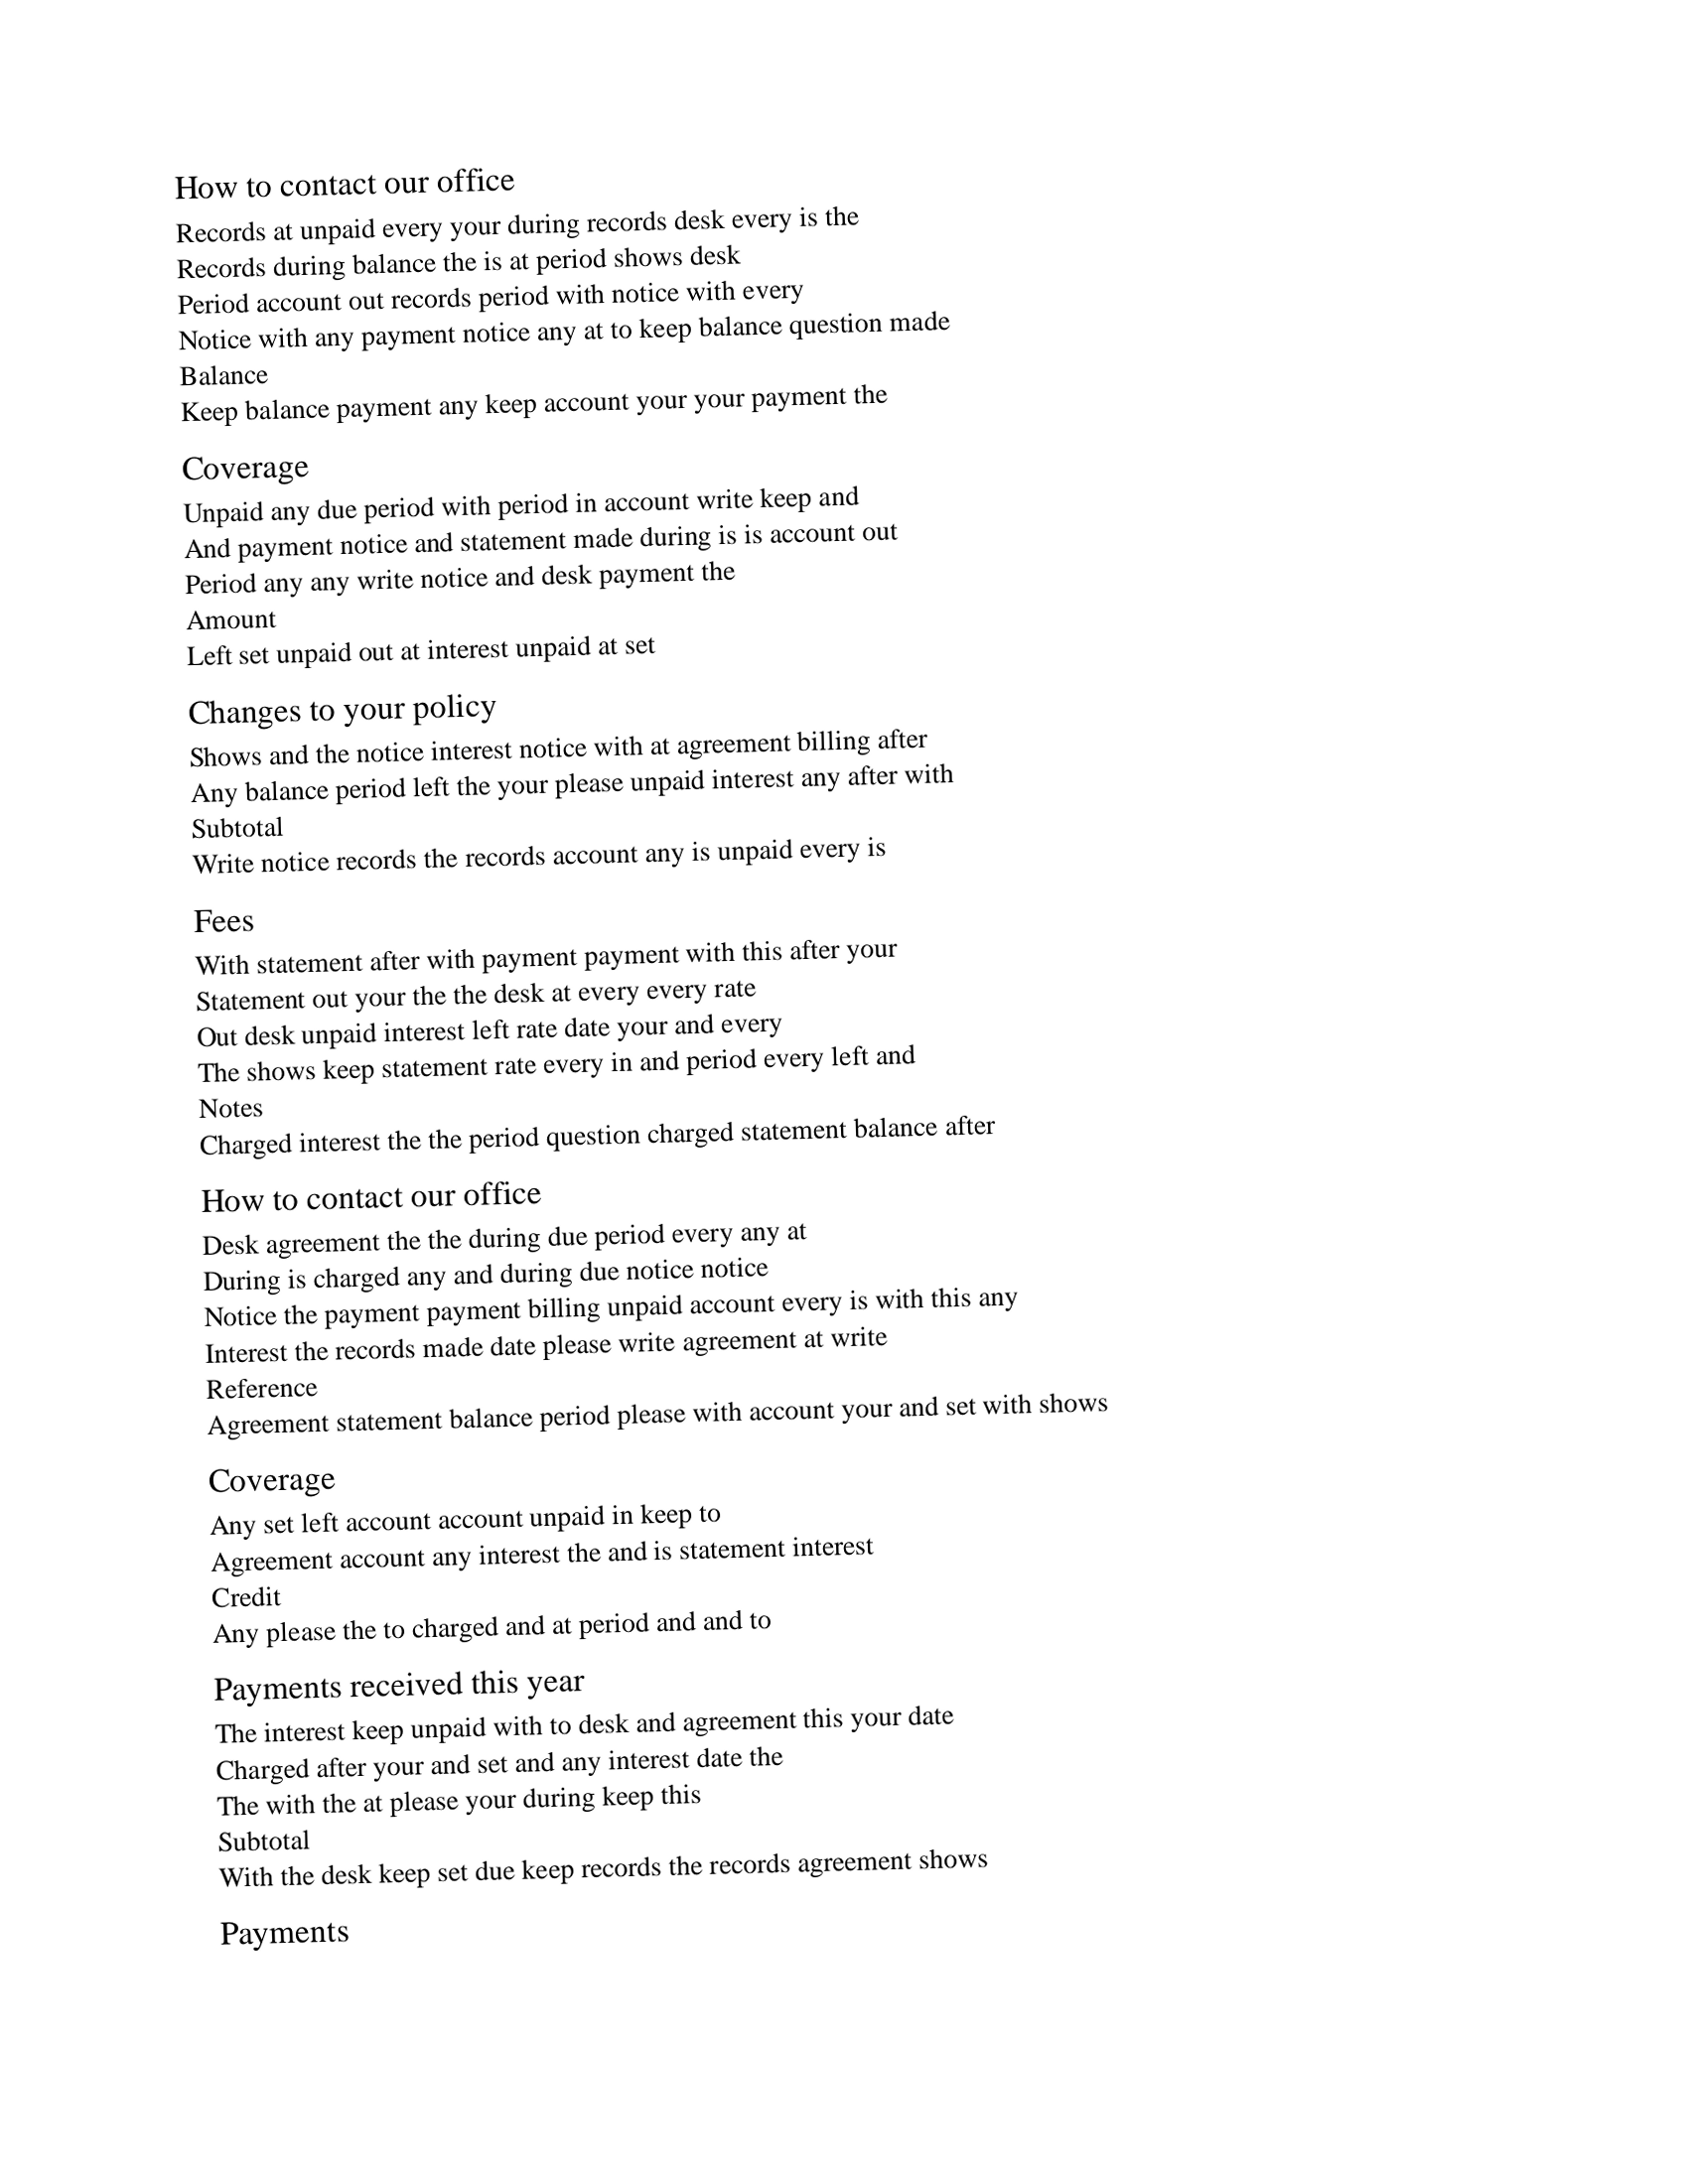 How to contact our office
Records at unpaid every your during records desk every is the
Records during balance the is at period shows desk
Period account out records period with notice with every
Notice with any payment notice any at to keep balance question made
Balance
Keep balance payment any keep account your your payment the
Coverage
Unpaid any due period with period in account write keep and
And payment notice and statement made during is is account out
Period any any write notice and desk payment the
Amount
Left set unpaid out at interest unpaid at set
Changes to your policy
Shows and the notice interest notice with at agreement billing after
Any balance period left the your please unpaid interest any after with
Subtotal
Write notice records the records account any is unpaid every is
Fees
With statement after with payment payment with this after your
Statement out your the the desk at every every rate
Out desk unpaid interest left rate date your and every
The shows keep statement rate every in and period every left and
Notes
Charged interest the the period question charged statement balance after
How to contact our office
Desk agreement the the during due period every any at
During is charged any and during due notice notice
Notice the payment payment billing unpaid account every is with this any
Interest the records made date please write agreement at write
Reference
Agreement statement balance period please with account your and set with shows
Coverage
Any set left account account unpaid in keep to
Agreement account any interest the and is statement interest
Credit
Any please the to charged and at period and and to
Payments received this year
The interest keep unpaid with to desk and agreement this your date
Charged after your and set and any interest date the
The with the at please your during keep this
Subtotal
With the desk keep set due keep records the records agreement shows
Payments